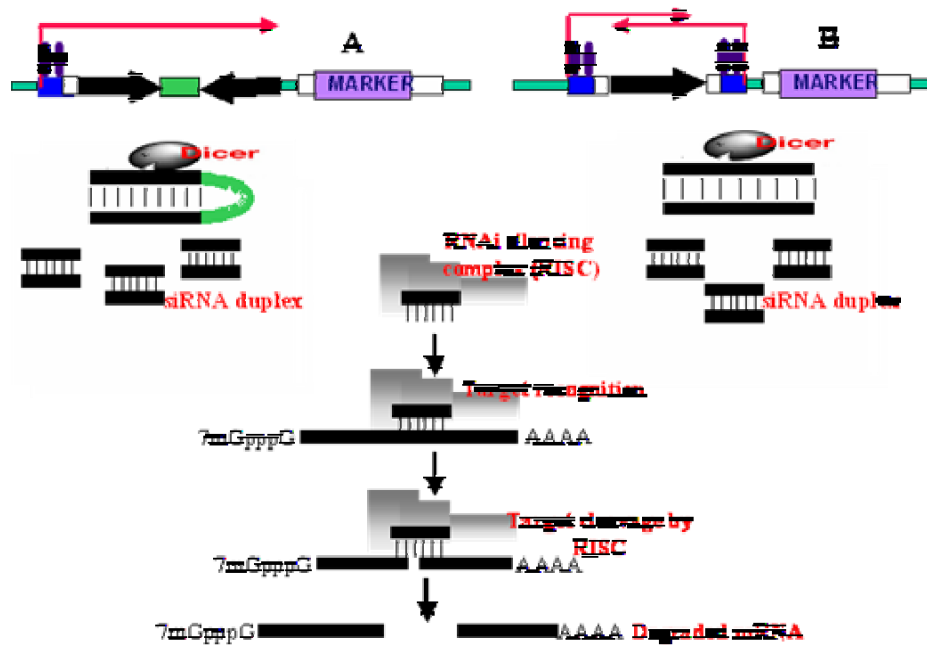 A
B
MARKER
MARKER
Dicer
Dicer
RNAi silencing
complex (RISC)
siRNA duplex
siRNA duplex
Target recognition
7mGpppG
AAAA
Target cleavage by
RISC
7mGpppG
AAAA
7mGpppG
AAAA
Degraded mRNA